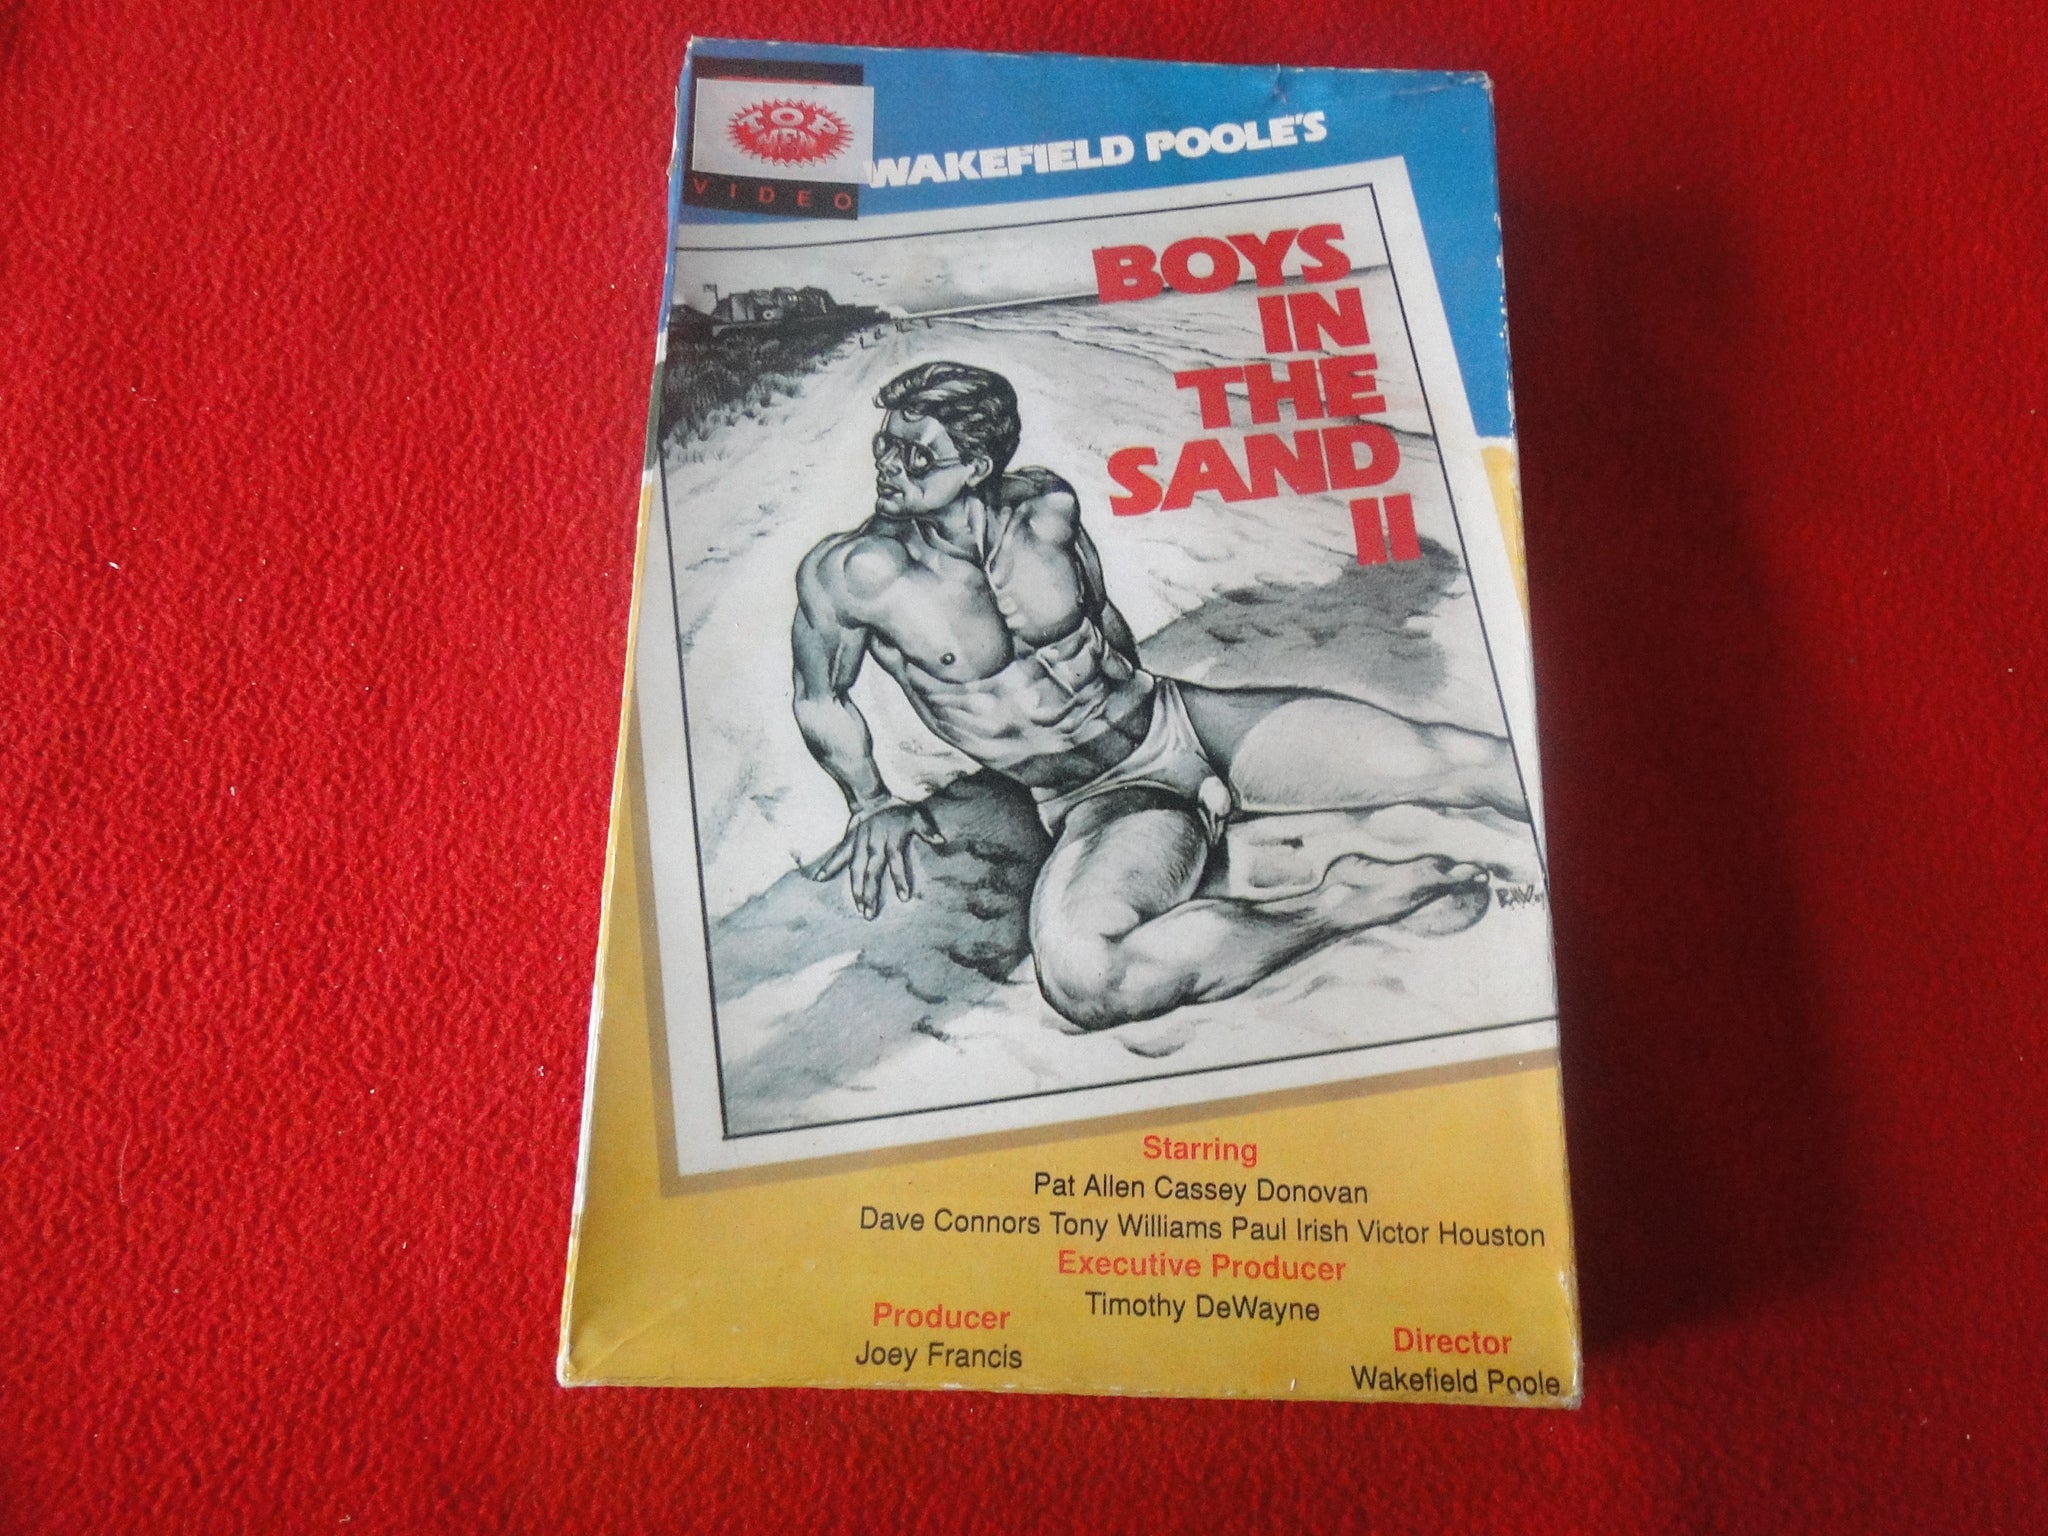 TOP
MEN
VIDEO
WAKEFIELD POOLE'S
BOYS
IN
THE
SAND
II
Starring
Pat Allen Cassey Donovan
Dave Connors Tony Williams Paul Irish Victor Houston
Executive Producer
Timothy DeWayne
Producer
Joey Francis
Director
Wakefield Poole